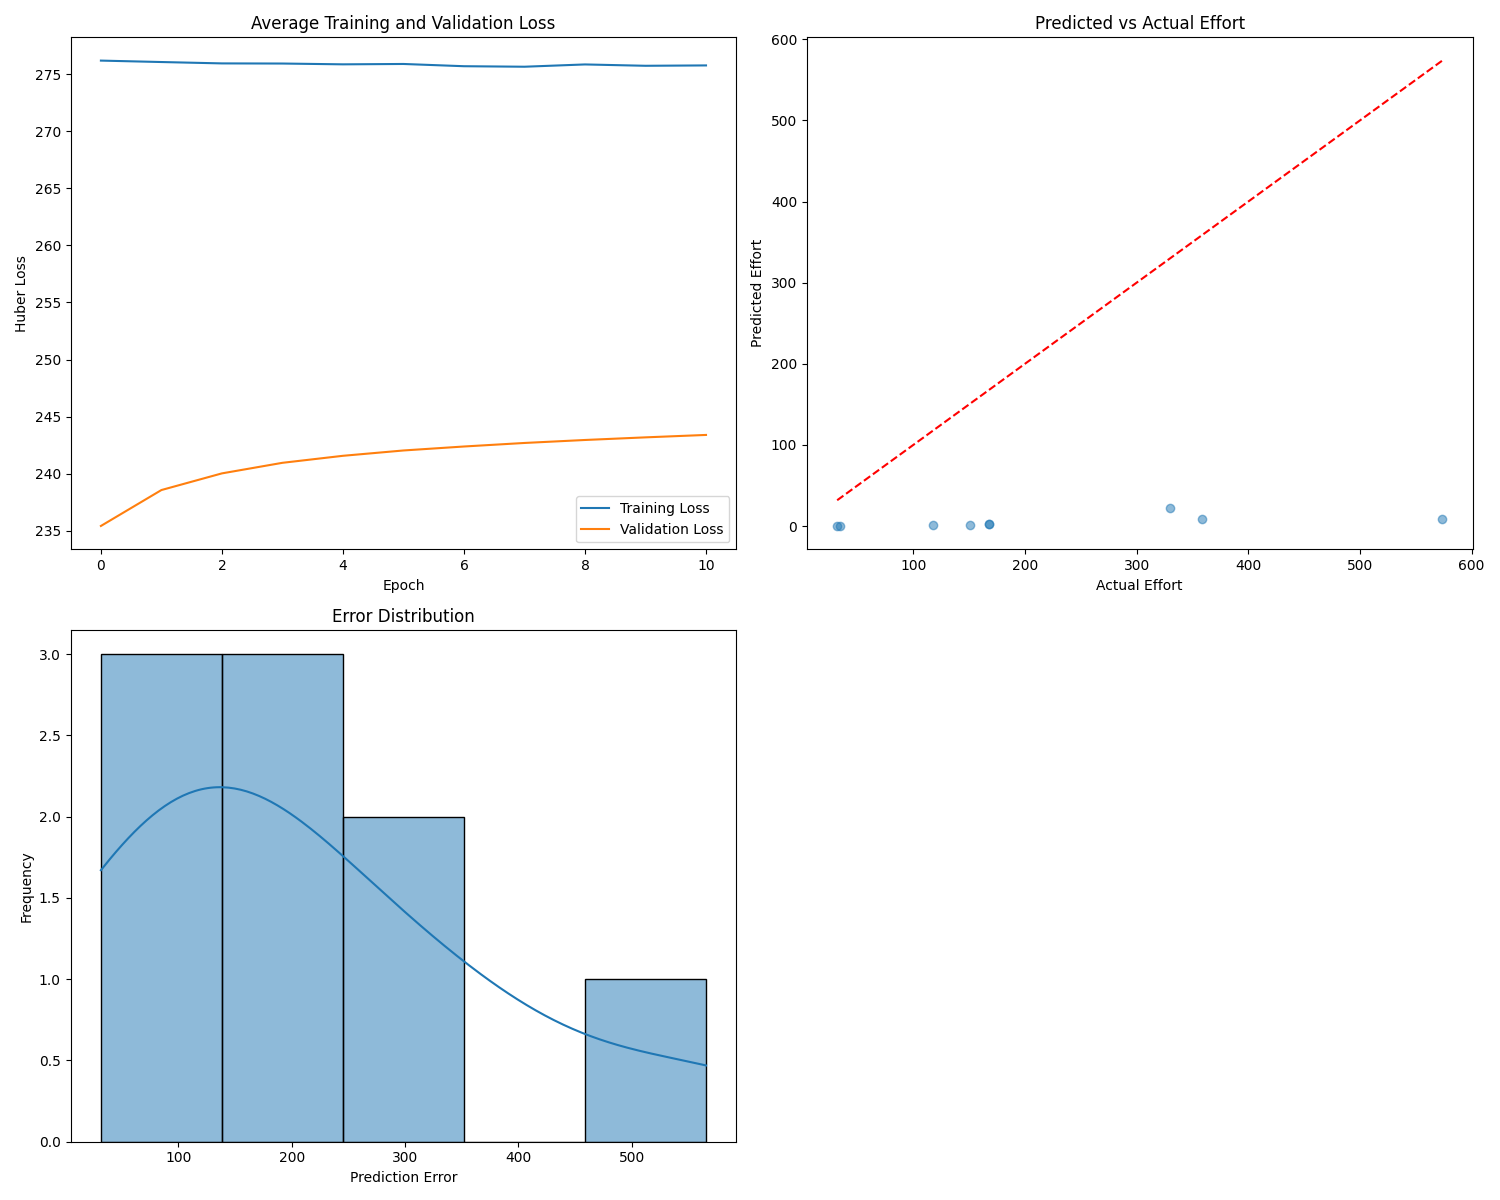 Average Training and Validation Loss
275
270
265
260
255
250
245
240
235
Huber Loss
0 2 4 6 8 10
Epoch
Training Loss
Validation Loss
Predicted vs Actual Effort
600
500
400
300
200
100
0
Predicted Effort
100 200 300 400 500 600
Actual Effort
Error Distribution
3.0
2.5
2.0
1.5
1.0
0.5
0.0
Frequency
100 200 300 400 500
Prediction Error